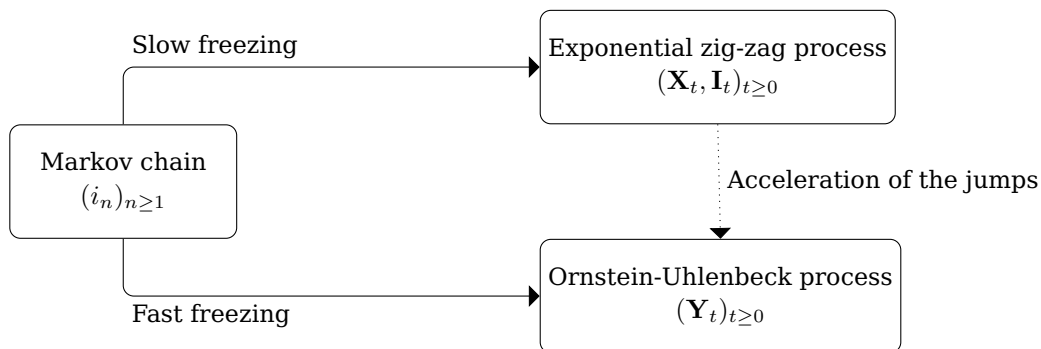 Slow freezing
Exponential zig-zag process
(X_t, I_t)_{t≥0}
Markov chain
(i_n)_{n≥1}
Acceleration of the jumps
Ornstein-Uhlenbeck process
(Y_t)_{t≥0}
Fast freezing